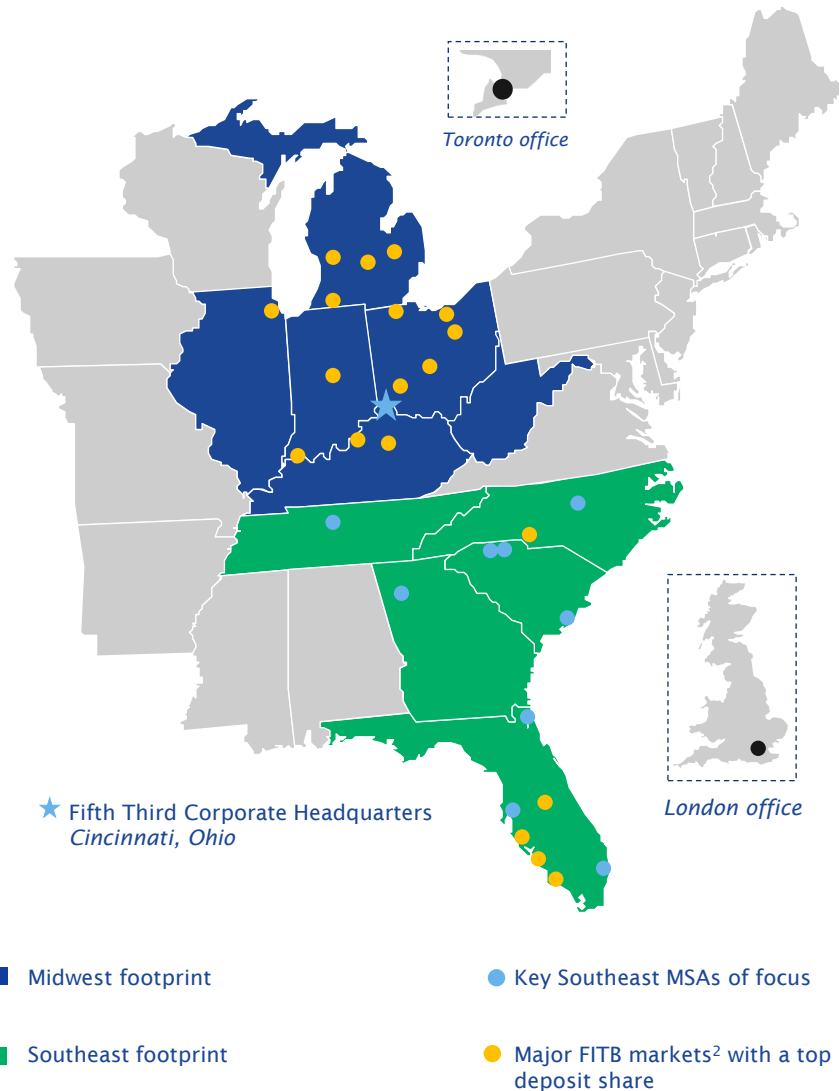 Toronto office
London office
Fifth Third Corporate Headquarters
Cincinnati, Ohio
Midwest footprint
Key Southeast MSAs of focus
Southeast footprint
Major FITB markets² with a top
deposit share